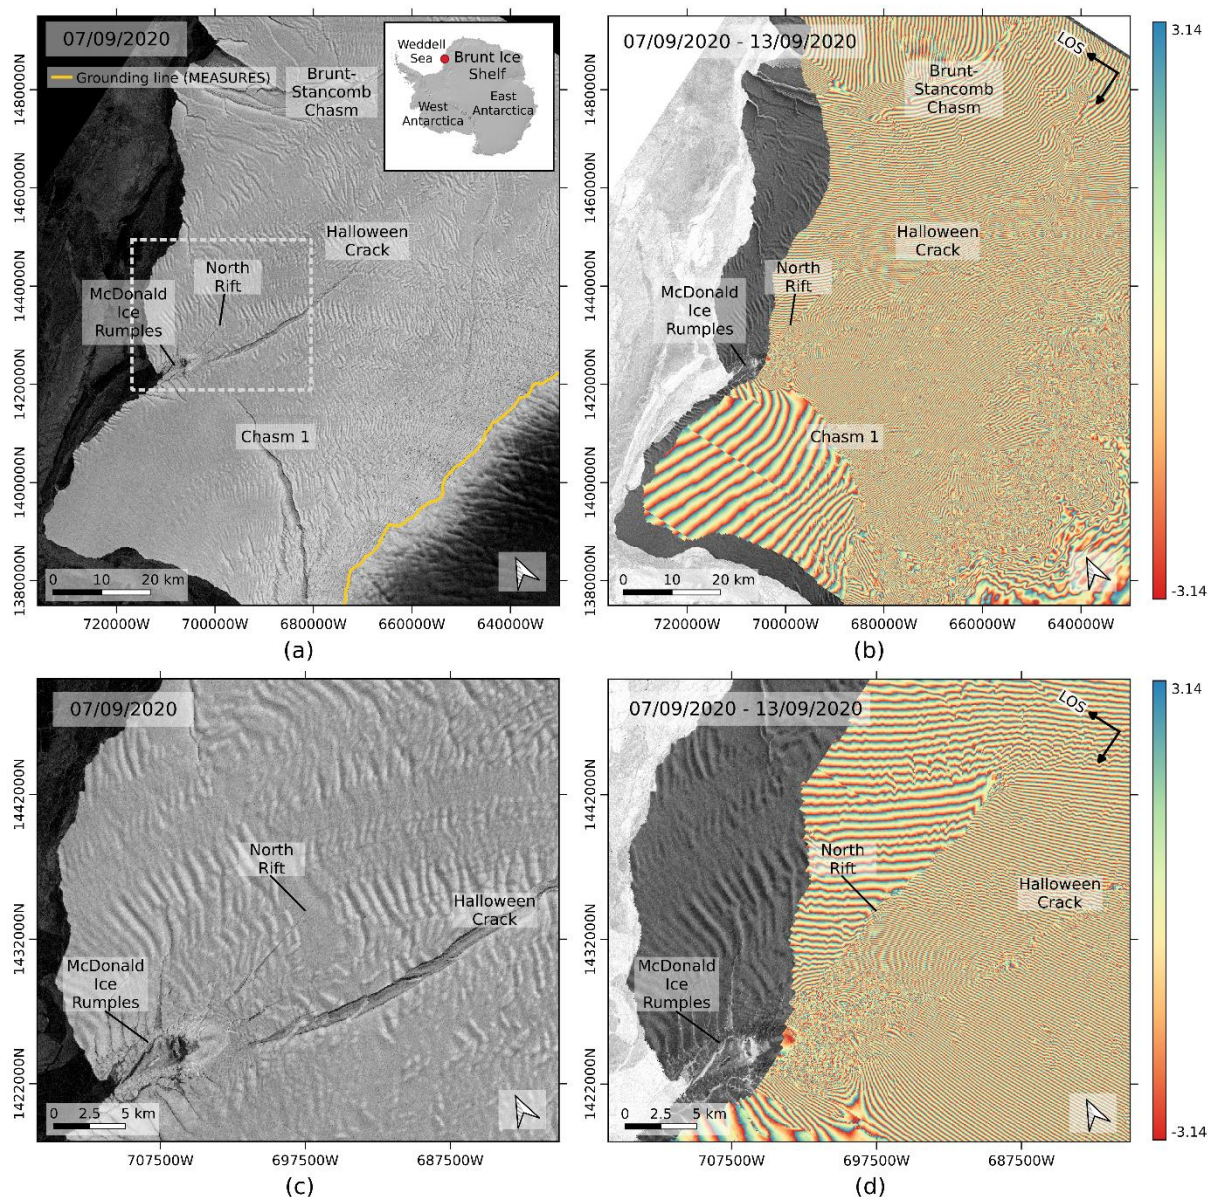 07/09/2020
Grounding line (MEASURES)
Brunt-
Stancomb
Chasm
Weddell
Sea
Brunt Ice
Shelf
West
Antarctica
East
Antarctica
Halloween
Crack
North
Rift
McDonald
Ice
Rumples
Chasm 1
0 10 20 km
1480000N
1460000N
1440000N
1420000N
1400000N
1380000N
720000W 700000W 680000W 660000W 640000W
(a)
07/09/2020 - 13/09/2020
LOS
Brunt-
Stancomb
Chasm
Halloween
Crack
North
Rift
McDonald
Ice
Rumples
Chasm 1
0 10 20 km
1480000N
1460000N
1440000N
1420000N
1400000N
1380000N
720000W 700000W 680000W 660000W 640000W
3.14
-3.14
(b)
07/09/2020
North
Rift
Halloween
Crack
McDonald
Ice
Rumples
0 2.5 5 km
1442000N
1432000N
1422000N
707500W 697500W 687500W
(c)
07/09/2020 - 13/09/2020
LOS
North
Rift
Halloween
Crack
McDonald
Ice
Rumples
0 2.5 5 km
1442000N
1432000N
1422000N
707500W 697500W 687500W
3.14
-3.14
(d)